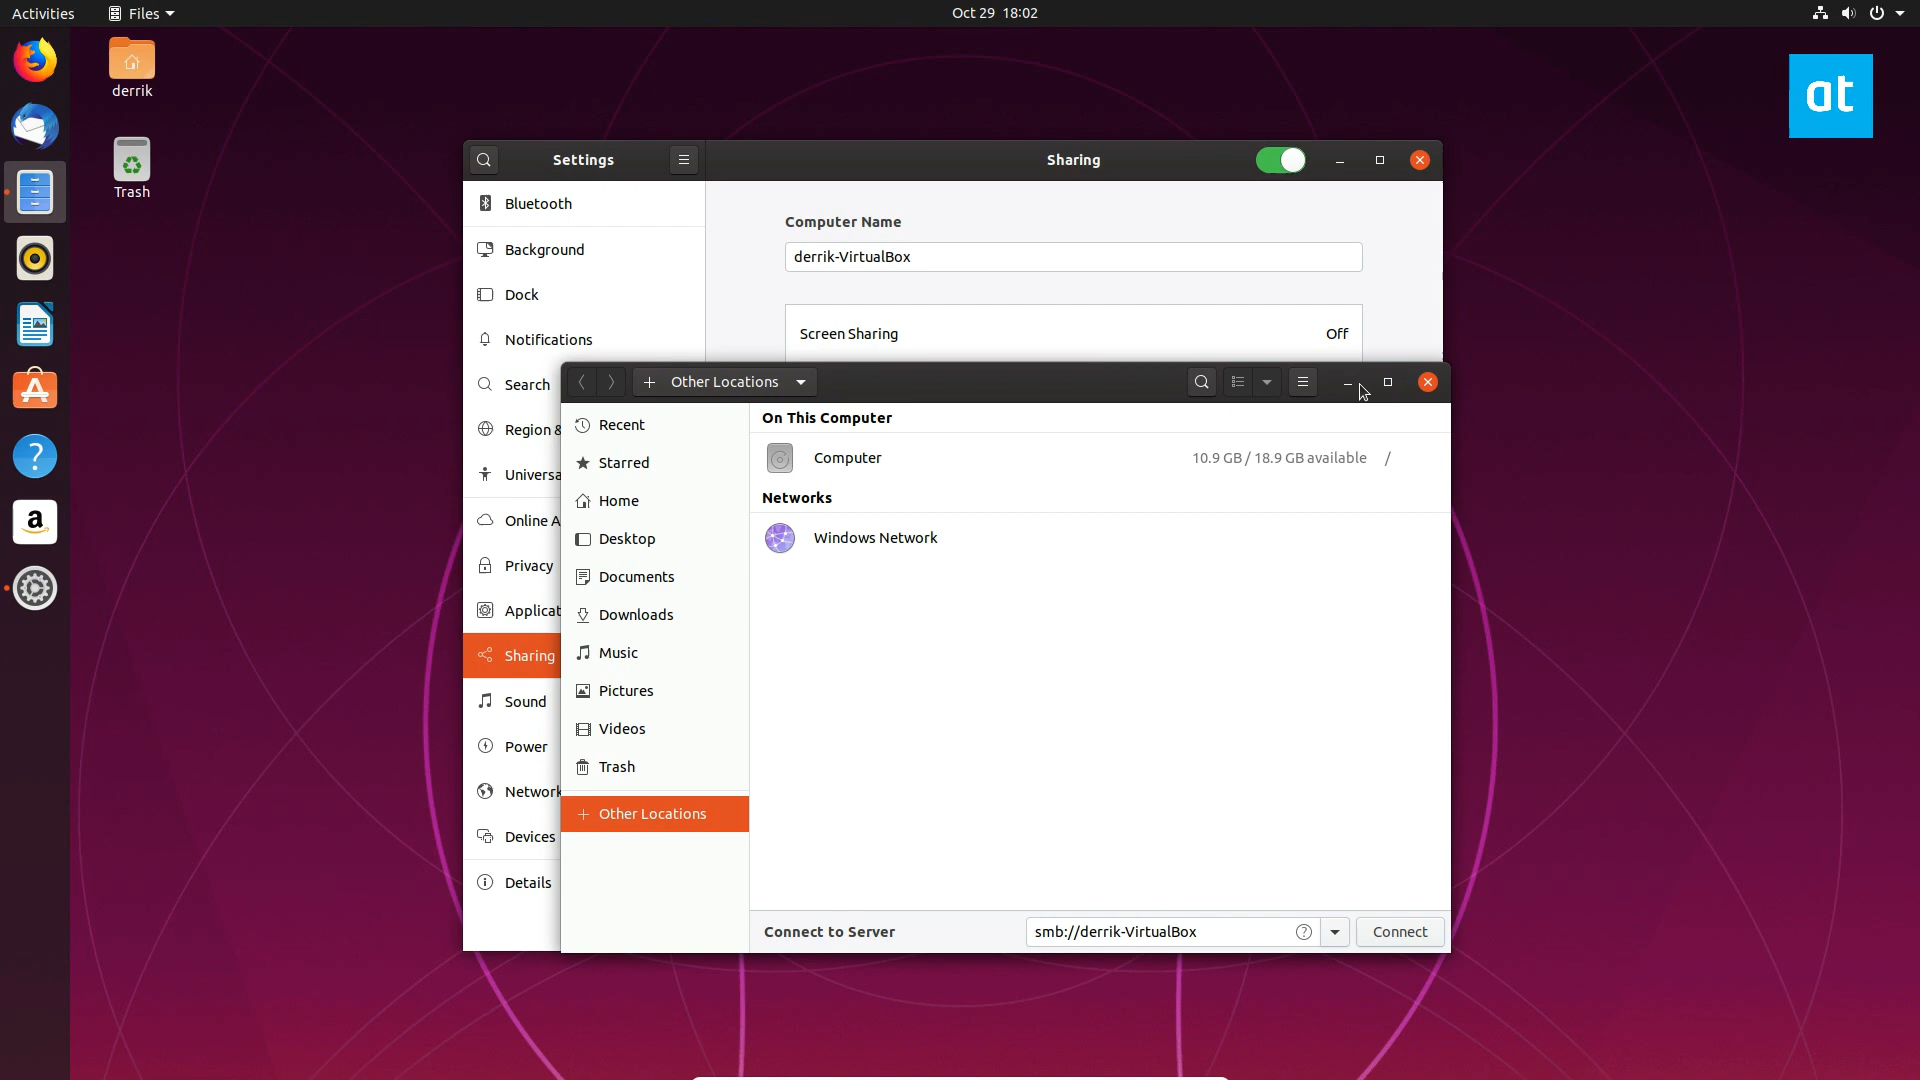 Activities
Files
Oct 29 18:02
derrik
Trash
at
a
Settings
Sharing
Bluetooth
Background
Dock
Notifications
Search
Region &
Universa
Online A
Privacy
Applicat
Sharing
Sound
Power
Network
Devices
Details
Computer Name
derrik-VirtualBox
Screen Sharing
Off
Other Locations
Recent
Starred
Home
Desktop
Documents
Downloads
Music
Pictures
Videos
Trash
Other Locations
On This Computer
Computer
10.9 GB / 18.9 GB available
/
Networks
Windows Network
Connect to Server
smb://derrik-VirtualBox
Connect